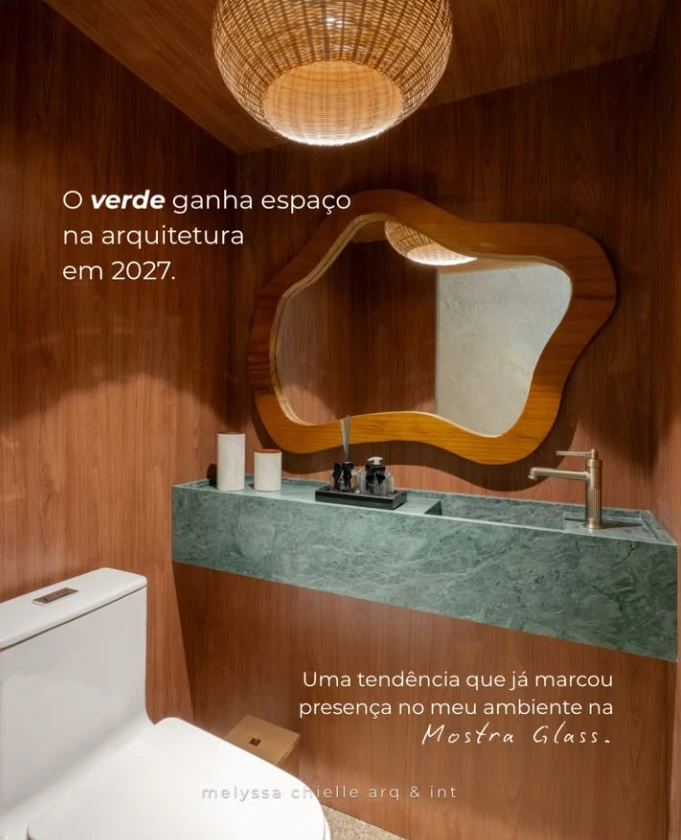 O verde ganha espaço
na arquitetura
em 2027.
Uma tendência que já marcou
presença no meu ambiente na
Mostra Glass.
melyssa chielle arq & int